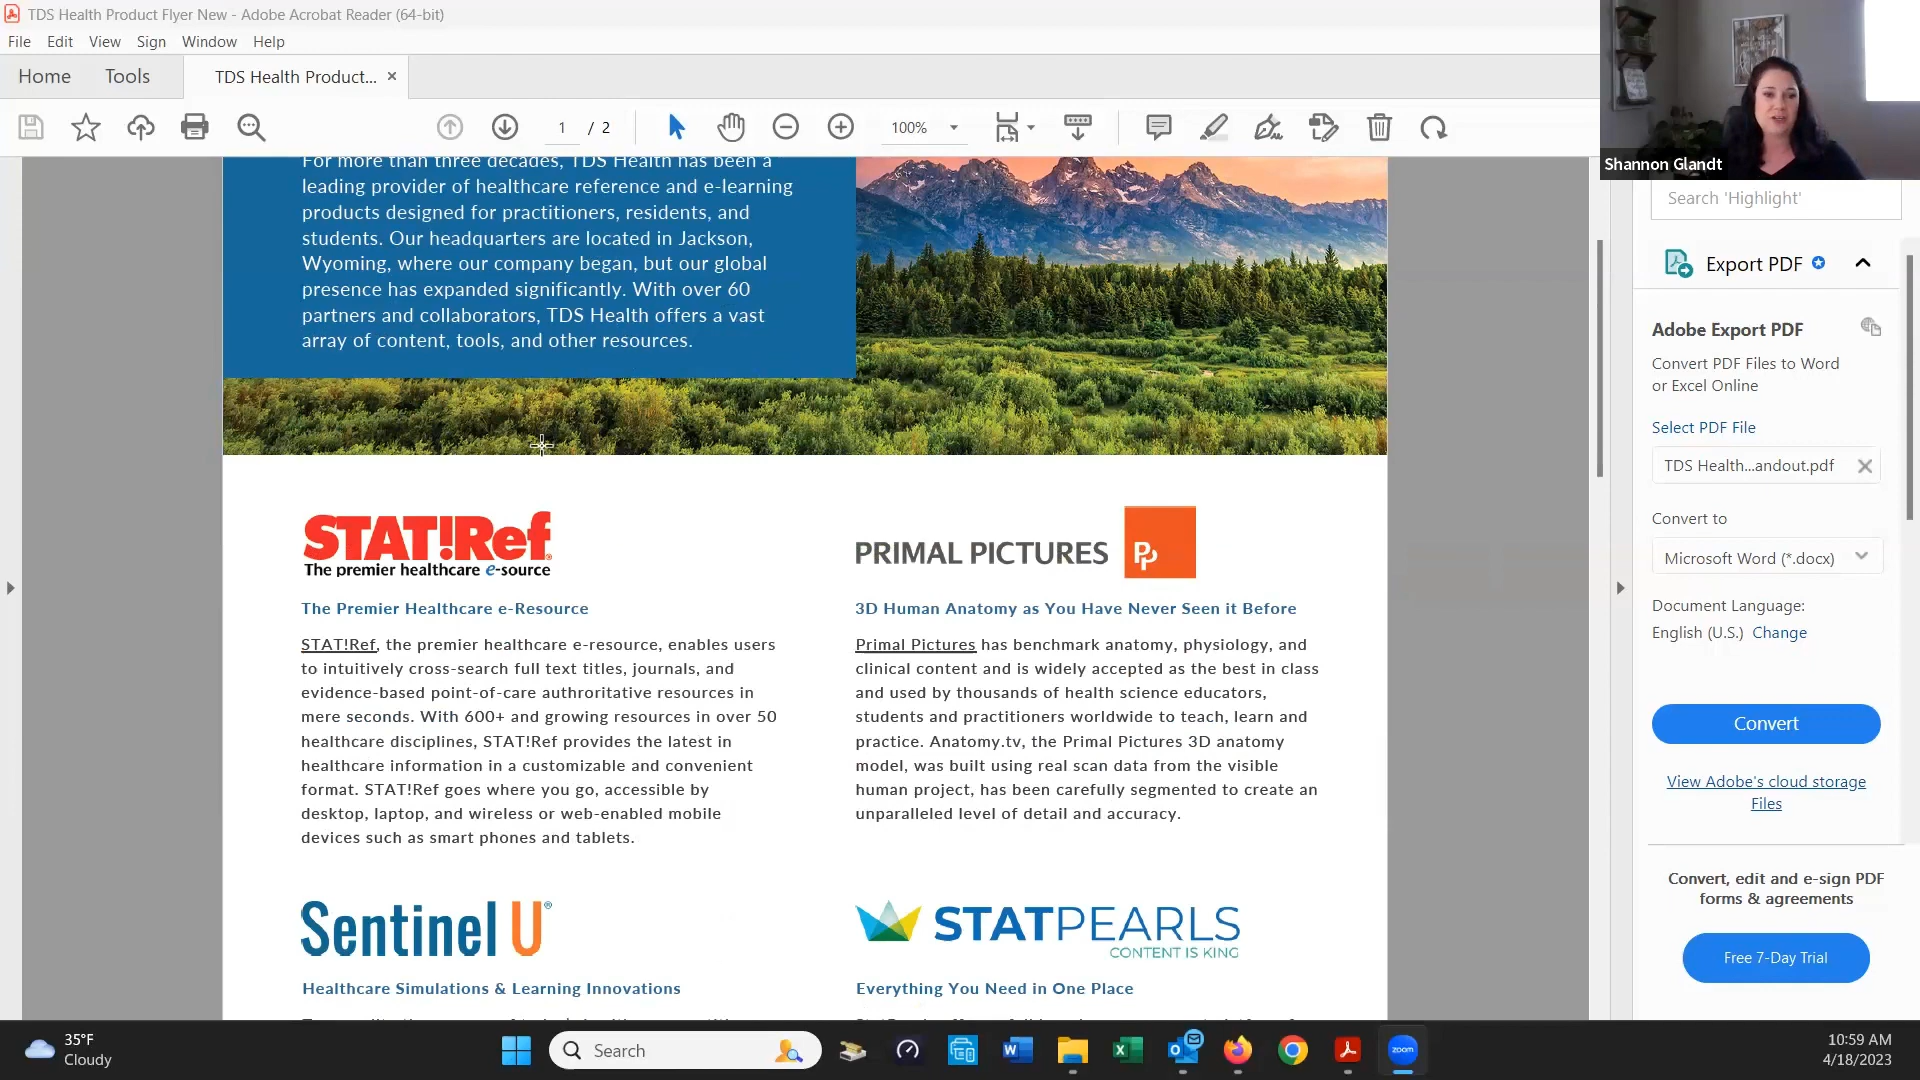 TDS Health Product Flyer New - Adobe Acrobat Reader (64-bit)
File Edit View Sign Window Help
Home Tools TDS Health Product... ×
1 / 2 100%
Shannon Glandt
For more than three decades, TDS Health has been a
leading provider of healthcare reference and e-learning
products designed for practitioners, residents, and
students. Our headquarters are located in Jackson,
Wyoming, where our company began, but our global
presence has expanded significantly. With over 60
partners and collaborators, TDS Health offers a vast
array of content, tools, and other resources.
STAT!Ref®
The premier healthcare e-source
The Premier Healthcare e-Resource
STAT!Ref, the premier healthcare e-resource, enables users
to intuitively cross-search full text titles, journals, and
evidence-based point-of-care authroritative resources in
mere seconds. With 600+ and growing resources in over 50
healthcare disciplines, STAT!Ref provides the latest in
healthcare information in a customizable and convenient
format. STAT!Ref goes where you go, accessible by
desktop, laptop, and wireless or web-enabled mobile
devices such as smart phones and tablets.
PRIMAL PICTURES Pp
3D Human Anatomy as You Have Never Seen it Before
Primal Pictures has benchmark anatomy, physiology, and
clinical content and is widely accepted as the best in class
and used by thousands of health science educators,
students and practitioners worldwide to teach, learn and
practice. Anatomy.tv, the Primal Pictures 3D anatomy
model, was built using real scan data from the visible
human project, has been carefully segmented to create an
unparalleled level of detail and accuracy.
Sentinel U®
Healthcare Simulations & Learning Innovations
STATPEARLS
CONTENT IS KING
Everything You Need in One Place
Search 'Highlight'
Export PDF
Adobe Export PDF
Convert PDF Files to Word
or Excel Online
Select PDF File
TDS Health...andout.pdf
Convert to
Microsoft Word (*.docx)
Document Language:
English (U.S.) Change
Convert
View Adobe's cloud storage
Files
Convert, edit and e-sign PDF
forms & agreements
Free 7-Day Trial
35°F
Cloudy
Search
zoom
10:59 AM
4/18/2023